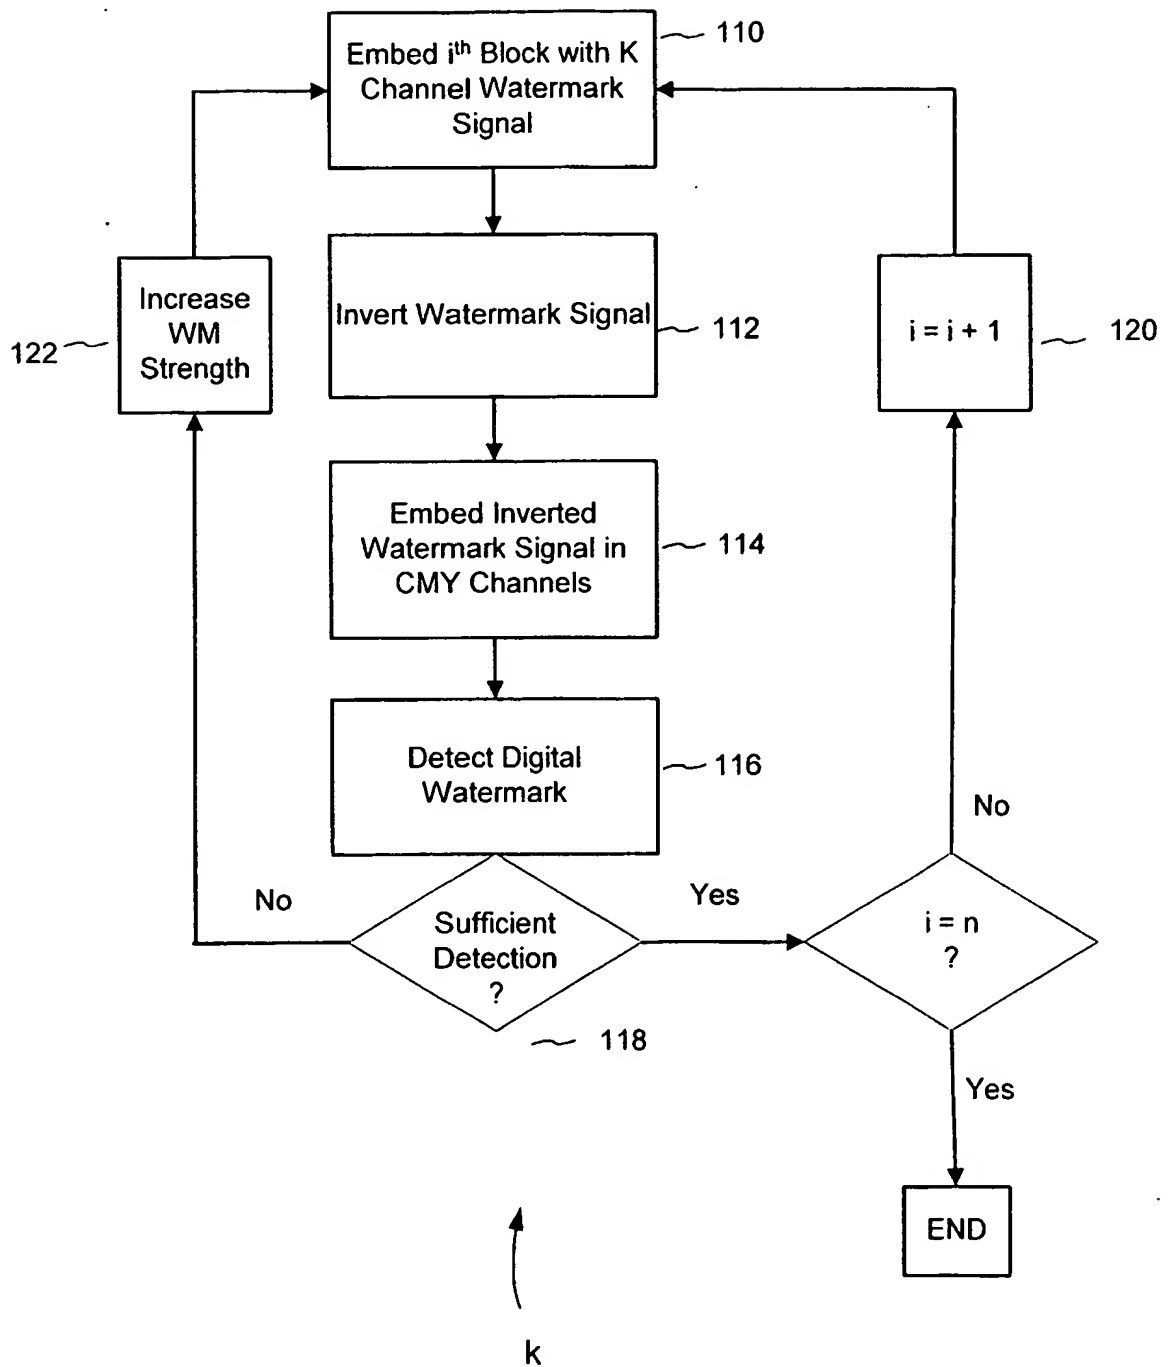 Embed iᵗʰ Block with K
Channel Watermark
Signal
110
Invert Watermark Signal
112
Increase
WM
Strength
122
i = i + 1
120
Embed Inverted
Watermark Signal in
CMY Channels
114
Detect Digital
Watermark
116
No
No
Yes
Sufficient
Detection
?
118
i = n
?
Yes
END
k